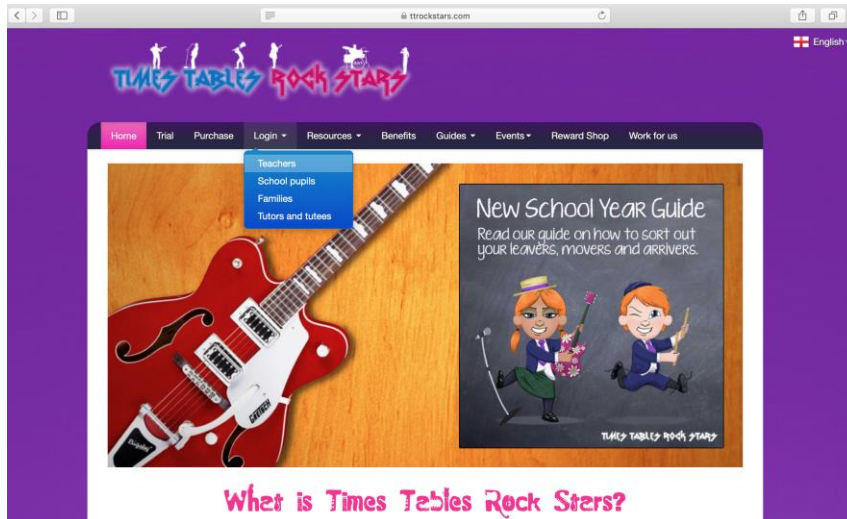 ttrockstars.com
English
TIMES TABLES ROCK STARS
Home Trial Purchase Login Resources Benefits Guides Events Reward Shop Work for us
Teachers
School pupils
Families
Tutors and tutees
New School Year Guide
Read our guide on how to sort out
your leavers, movers and arrivers.
GRETSCH
Bigsby
TIMES TABLES ROCK STARS
What is Times Tables Rock Stars?